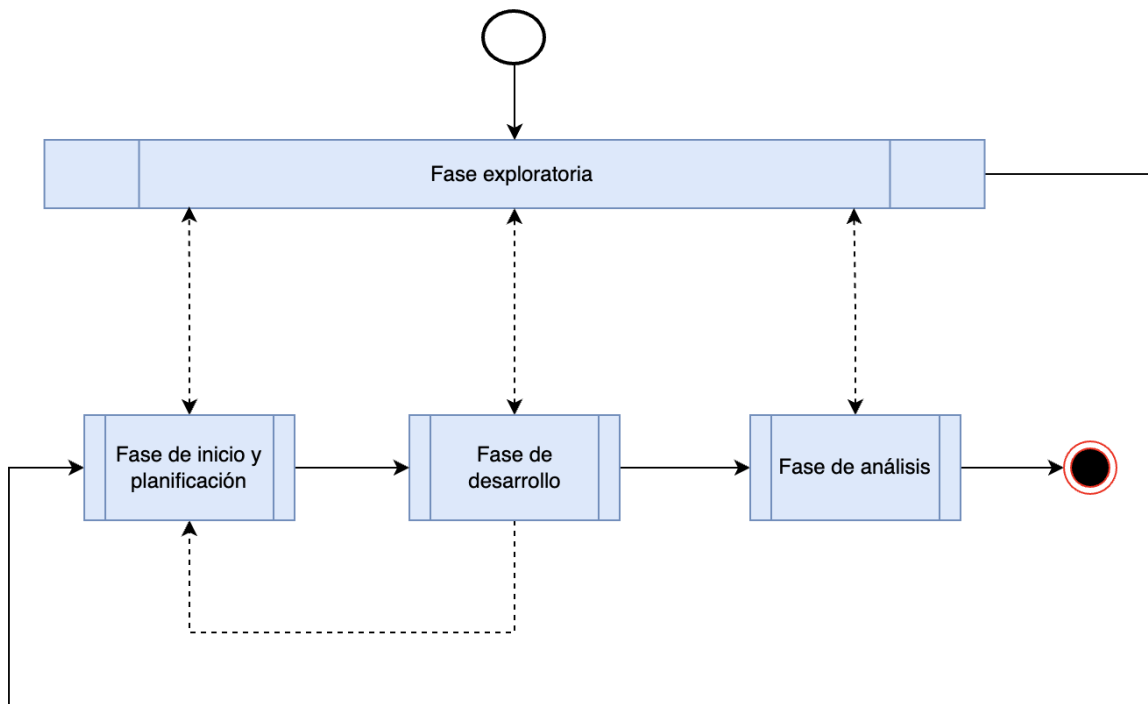 Fase exploratoria
Fase de inicio y
planificación
Fase de
desarrollo
Fase de análisis